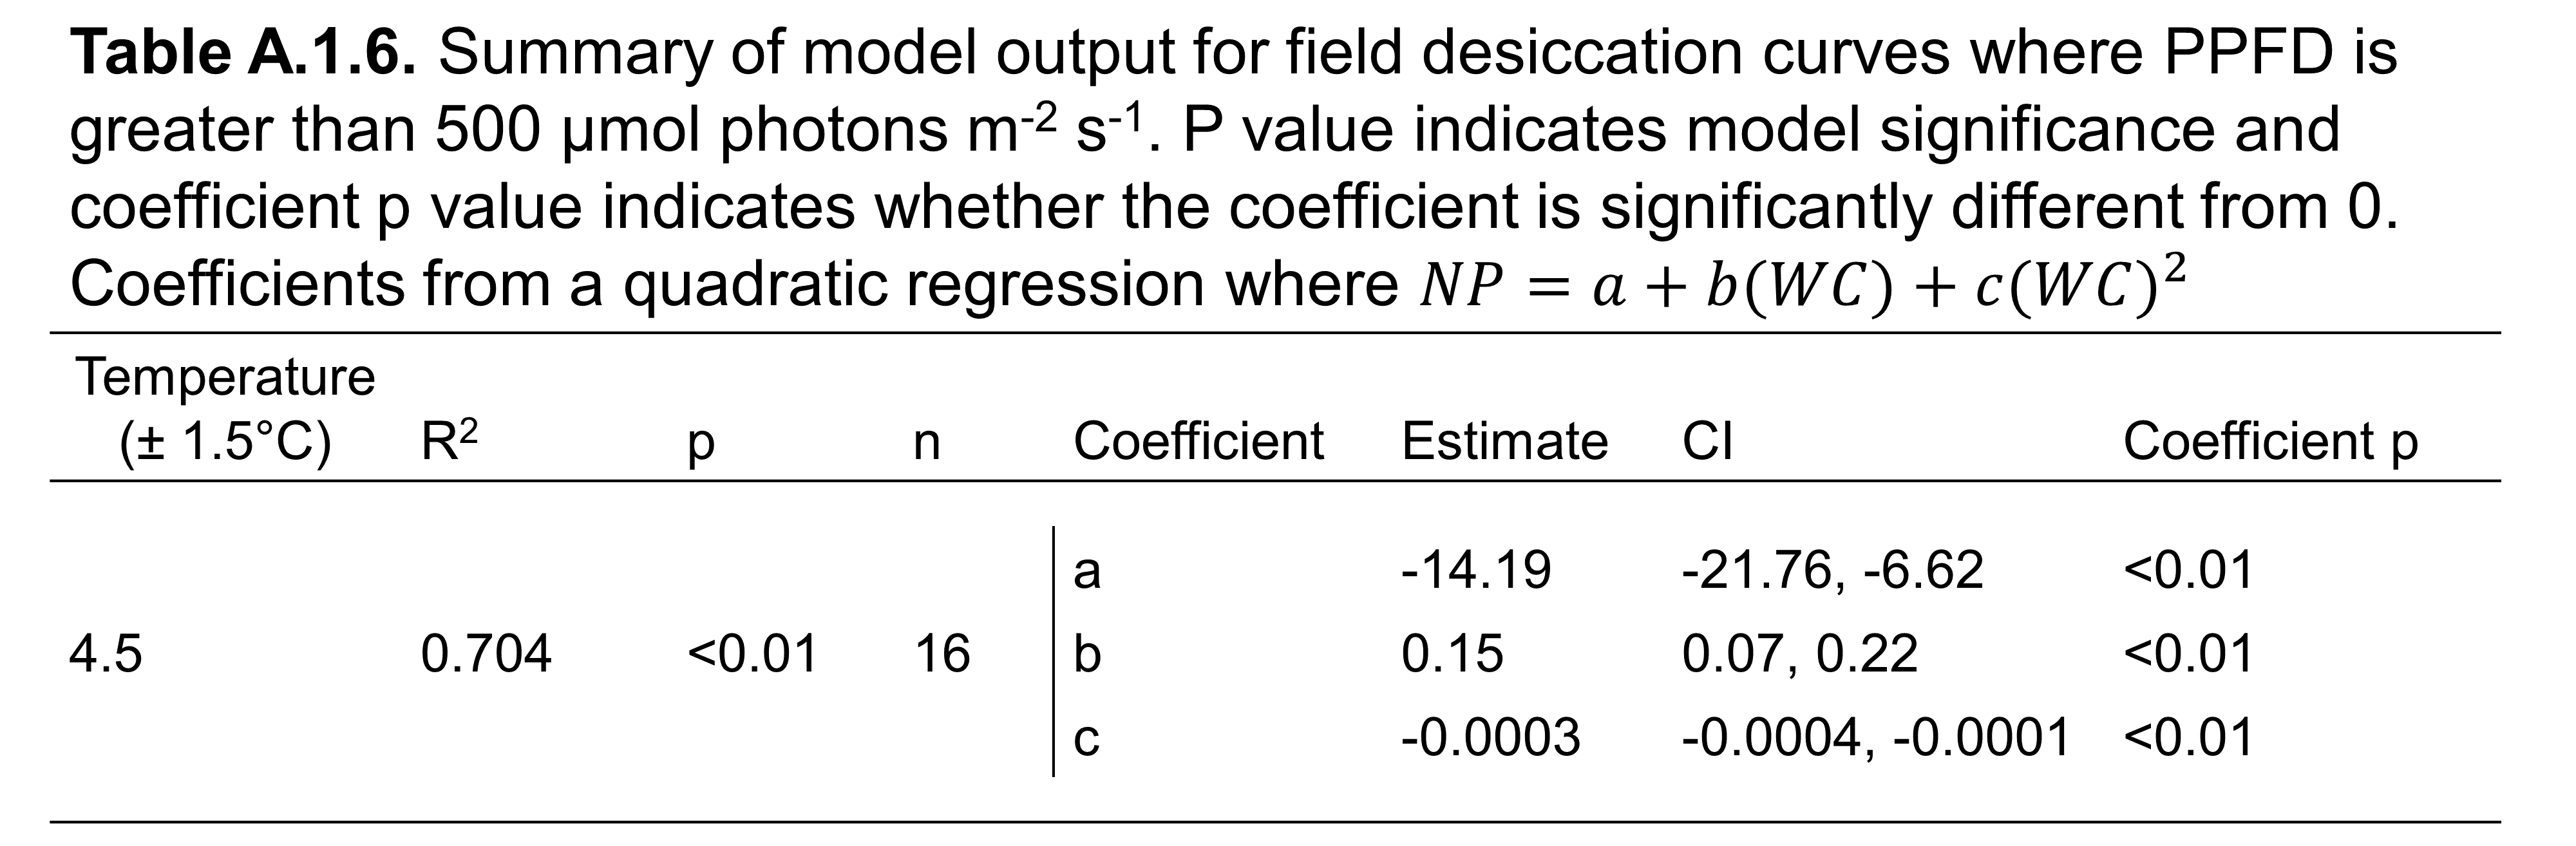 Table A.1.6. Summary of model output for field desiccation curves where PPFD is
greater than 500 µmol photons m⁻² s⁻¹. P value indicates model significance and
coefficient p value indicates whether the coefficient is significantly different from 0.
Coefficients from a quadratic regression where NP = a + b(WC) + c(WC)²
Temperature
(± 1.5°C) R² p n Coefficient Estimate CI Coefficient p
a -14.19 -21.76, -6.62 <0.01
4.5 0.704 <0.01 16 b 0.15 0.07, 0.22 <0.01
c -0.0003 -0.0004, -0.0001 <0.01